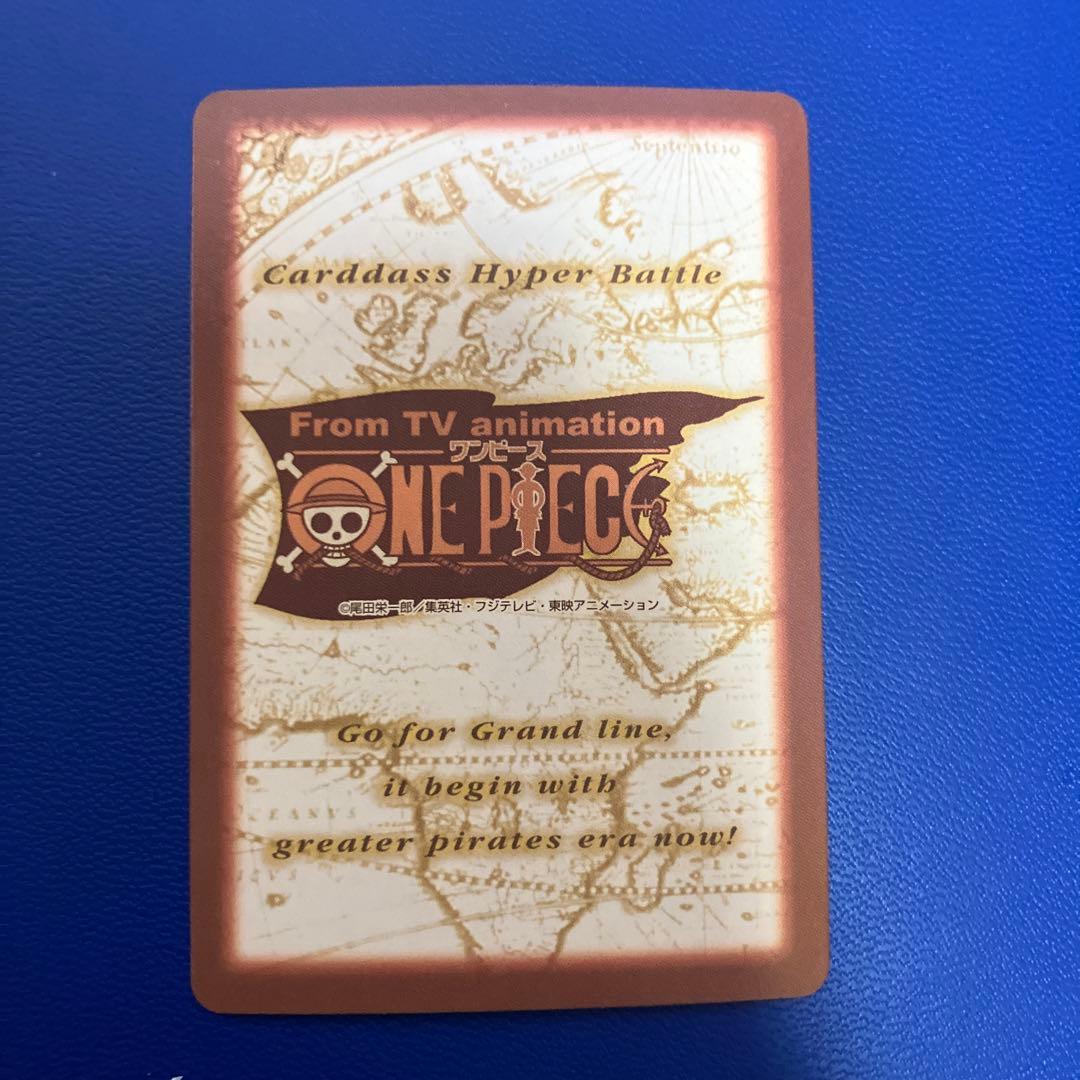 Septentrio
Carddass Hyper Battle
From TV animation
ワンピース
ONE PIECE
©尾田栄一郎／集英社・フジテレビ・東映アニメーション
Go for Grand line,
it begin with
greater pirates era now!